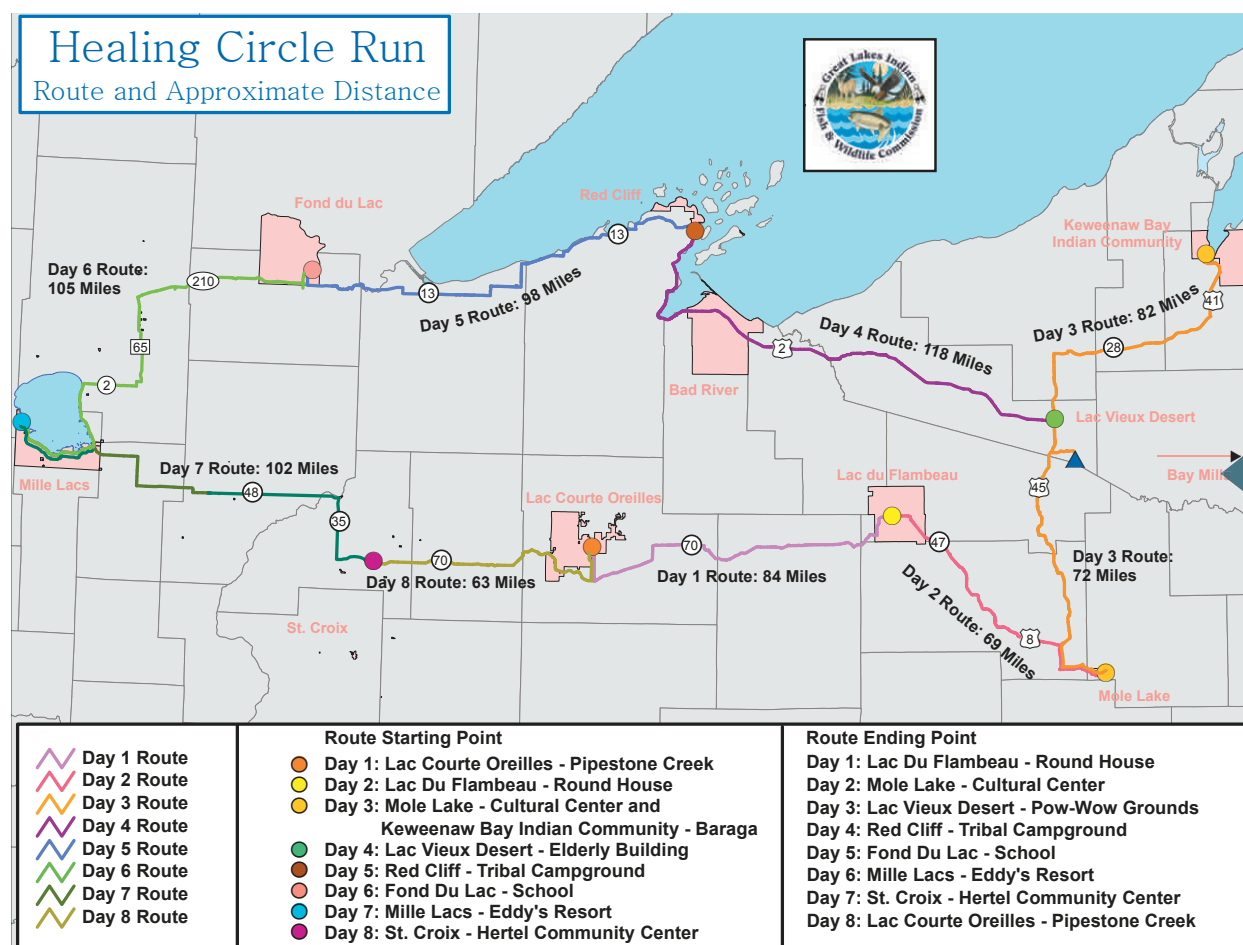 Healing Circle Run
Route and Approximate Distance
Great Lakes Indian
Fish & Wildlife Commission
Red Cliff
Fond du Lac
Keweenaw Bay
Indian Community
13
Day 6 Route:
105 Miles
210
13
Day 5 Route: 98 Miles
41
Day 3 Route: 82 Miles
28
65
2
Day 4 Route: 118 Miles
2
Bad River
Lac Vieux Desert
Mille Lacs
Day 7 Route: 102 Miles
48
35
Lac Courte Oreilles
Lac du Flambeau
Bay Mills
45
70
Day 8 Route: 63 Miles
70
Day 1 Route: 84 Miles
47
Day 3 Route:
72 Miles
Day 2 Route: 69 Miles
8
St. Croix
Mole Lake
Day 1 Route
Day 2 Route
Day 3 Route
Day 4 Route
Day 5 Route
Day 6 Route
Day 7 Route
Day 8 Route
Route Starting Point
Day 1: Lac Courte Oreilles - Pipestone Creek
Day 2: Lac Du Flambeau - Round House
Day 3: Mole Lake - Cultural Center and
Keweenaw Bay Indian Community - Baraga
Day 4: Lac Vieux Desert - Elderly Building
Day 5: Red Cliff - Tribal Campground
Day 6: Fond Du Lac - School
Day 7: Mille Lacs - Eddy's Resort
Day 8: St. Croix - Hertel Community Center
Route Ending Point
Day 1: Lac Du Flambeau - Round House
Day 2: Mole Lake - Cultural Center
Day 3: Lac Vieux Desert - Pow-Wow Grounds
Day 4: Red Cliff - Tribal Campground
Day 5: Fond Du Lac - School
Day 6: Mille Lacs - Eddy's Resort
Day 7: St. Croix - Hertel Community Center
Day 8: Lac Courte Oreilles - Pipestone Creek